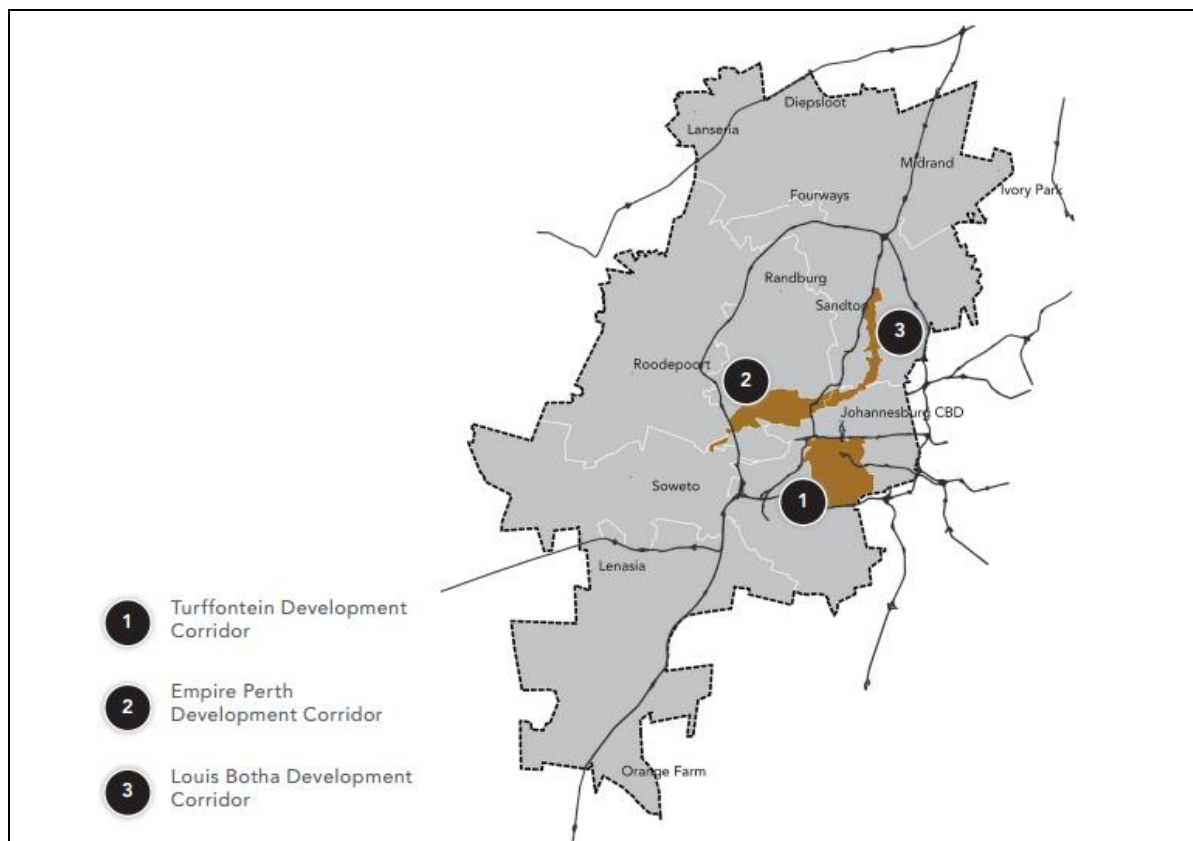 Diepsloot
Lanseria
Midrand
Ivory Park
Fourways
Randburg
Sandton
3
Roodepoort
2
Johannesburg CBD
Soweto
1
Lenasia
Orange Farm
1
Turffontein Development
Corridor
2
Empire Perth
Development Corridor
3
Louis Botha Development
Corridor